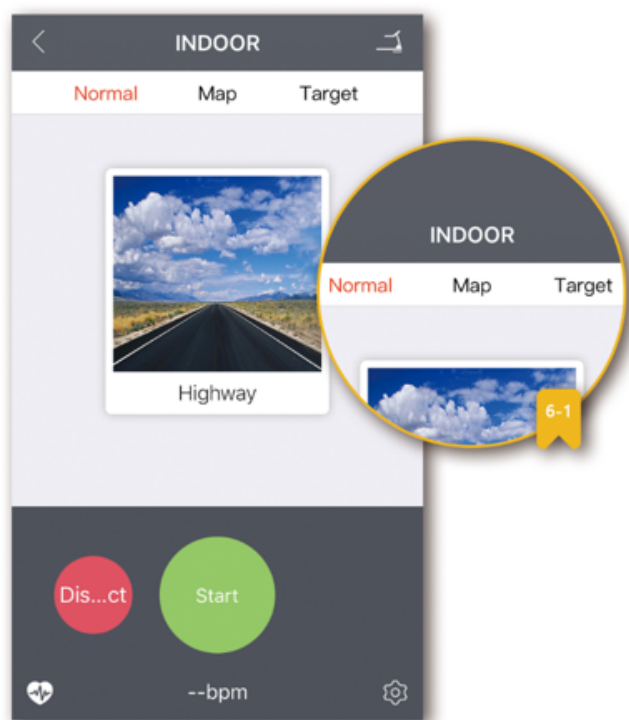 INDOOR
Normal Map Target
Highway
INDOOR
Normal Map Target
6-1
Dis...ct Start
--bpm